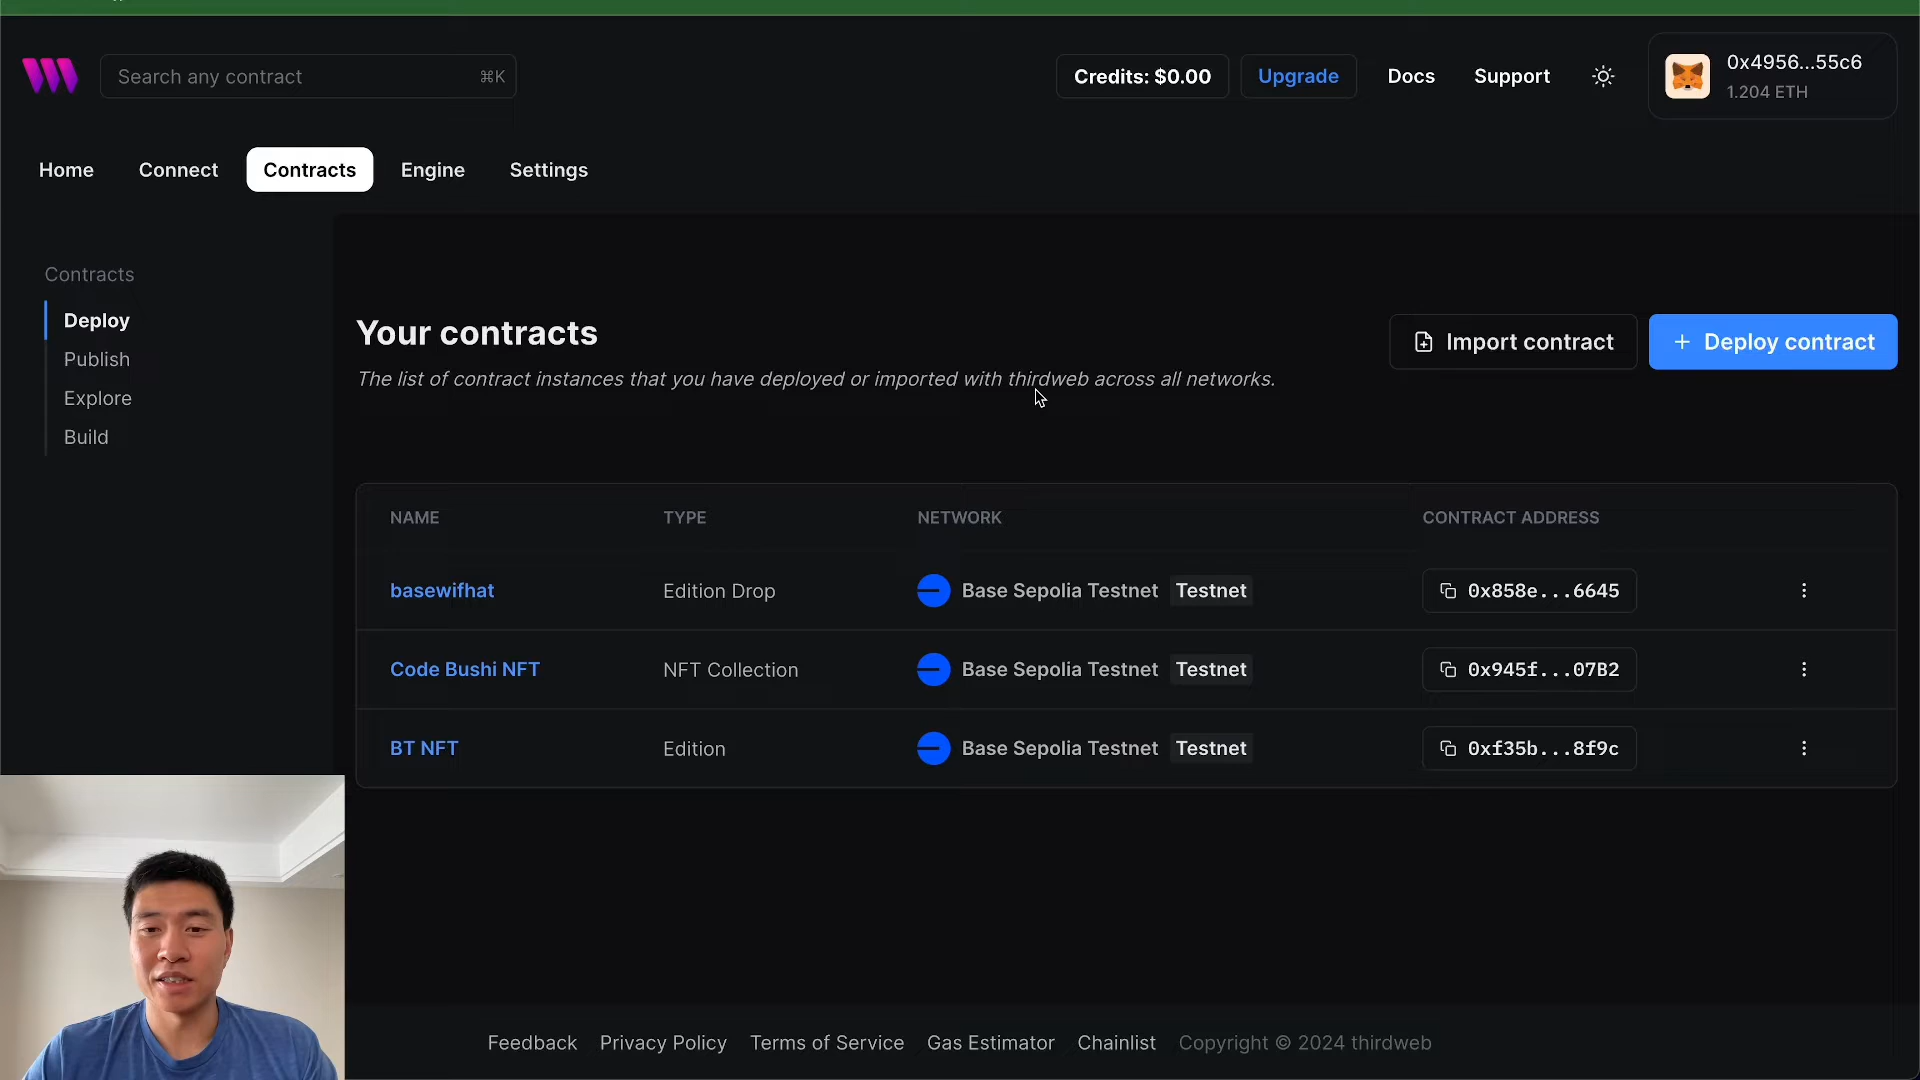 Search any contract ⌘K
Credits: $0.00
Upgrade
Docs
Support
0x4956...55c6
1.204 ETH
Home
Connect
Contracts
Engine
Settings
Contracts
Deploy
Publish
Explore
Build
Your contracts
The list of contract instances that you have deployed or imported with thirdweb across all networks.
Import contract
+ Deploy contract
NAME TYPE NETWORK CONTRACT ADDRESS
basewifhat Edition Drop Base Sepolia Testnet Testnet 0x858e...6645
Code Bushi NFT NFT Collection Base Sepolia Testnet Testnet 0x945f...07B2
BT NFT Edition Base Sepolia Testnet Testnet 0xf35b...8f9c
Feedback Privacy Policy Terms of Service Gas Estimator Chainlist Copyright © 2024 thirdweb